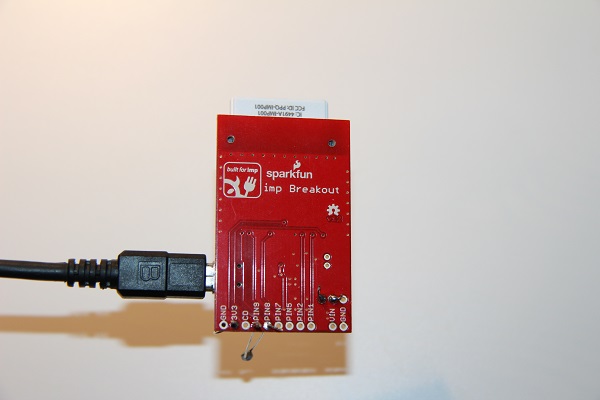 IC: 4491A-IMP001
FCC ID: PPQ-IMP001
built for imp
sparkfun
imp Breakout
GND
3V3
CD
PIN9
PIN8
PIN7
PIN5
PIN2
PIN1
VIN
GND